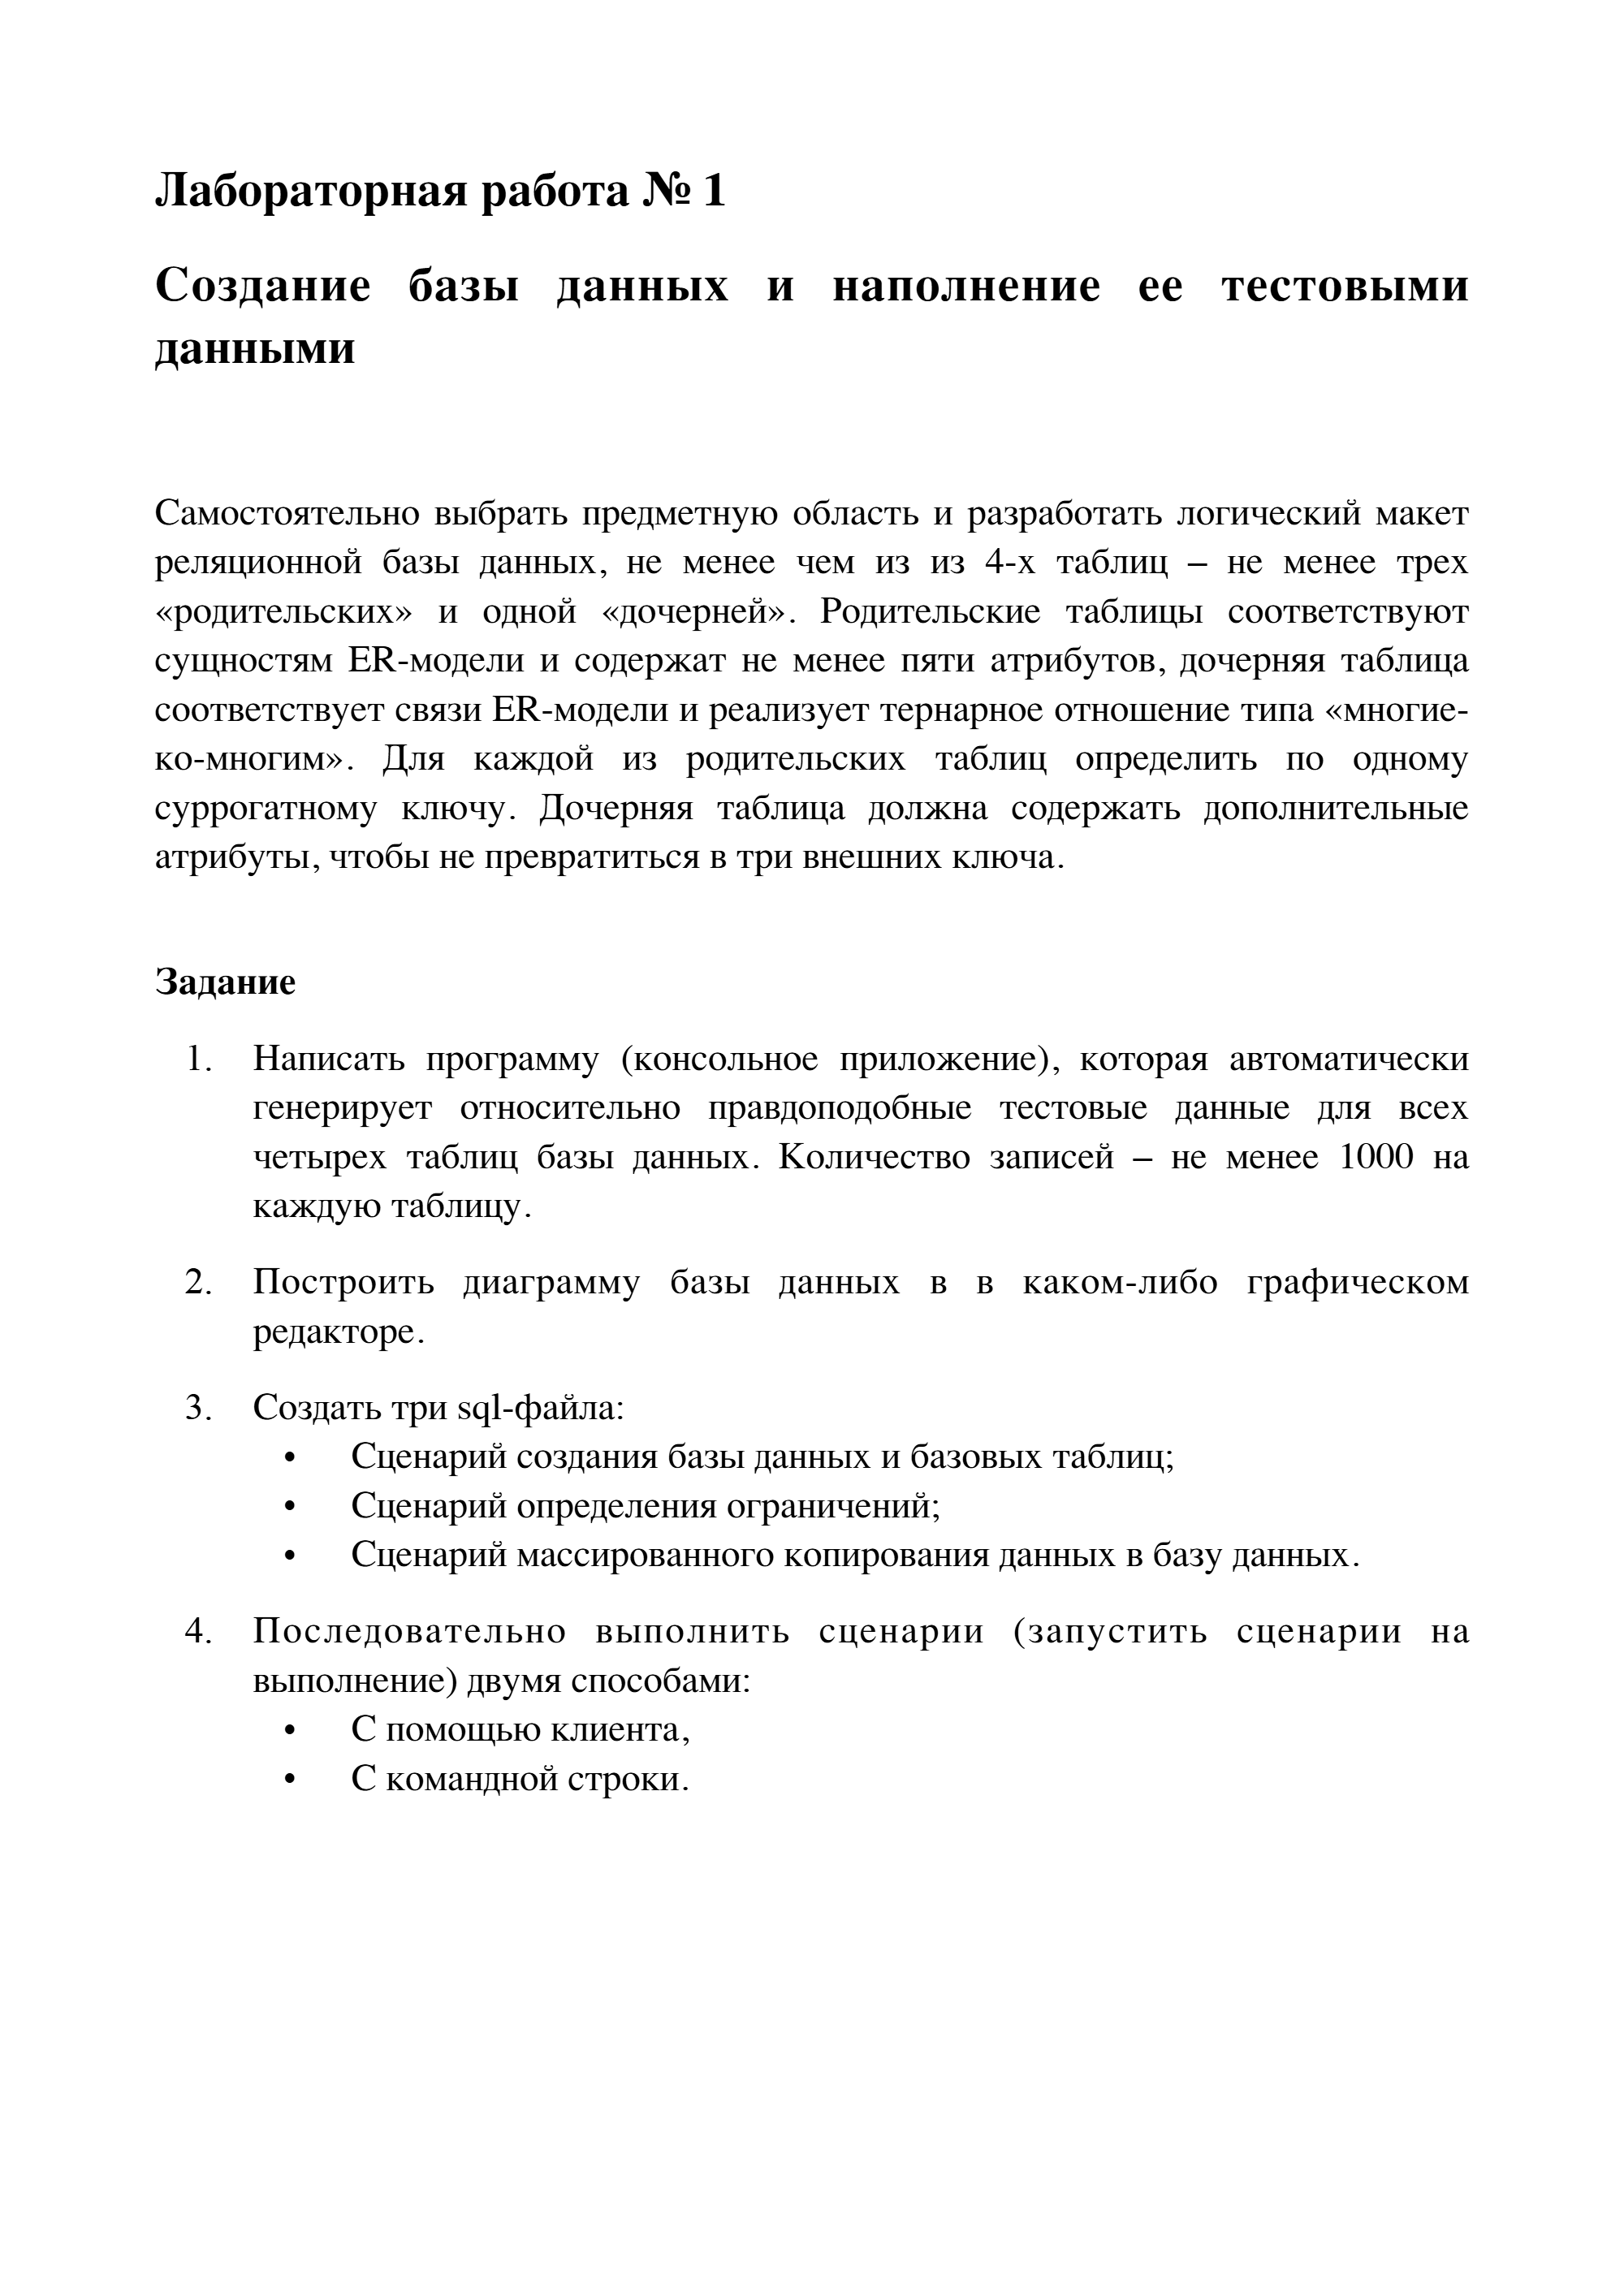 Лабораторная работа № 1
Создание базы данных и наполнение ее тестовыми
данными
Самостоятельно выбрать предметную область и разработать логический макет
реляционной базы данных, не менее чем из из 4-х таблиц – не менее трех
«родительских» и одной «дочерней». Родительские таблицы соответствуют
сущностям ER-модели и содержат не менее пяти атрибутов, дочерняя таблица
соответствует связи ER-модели и реализует тернарное отношение типа «многие-
ко-многим». Для каждой из родительских таблиц определить по одному
суррогатному ключу. Дочерняя таблица должна содержать дополнительные
атрибуты, чтобы не превратиться в три внешних ключа.
Задание
1. Написать программу (консольное приложение), которая автоматически
генерирует относительно правдоподобные тестовые данные для всех
четырех таблиц базы данных. Количество записей – не менее 1000 на
каждую таблицу.
2. Построить диаграмму базы данных в в каком-либо графическом
редакторе.
3. Создать три sql-файла:
• Сценарий создания базы данных и базовых таблиц;
• Сценарий определения ограничений;
• Сценарий массированного копирования данных в базу данных.
4. Последовательно выполнить сценарии (запустить сценарии на
выполнение) двумя способами:
• С помощью клиента,
• С командной строки.